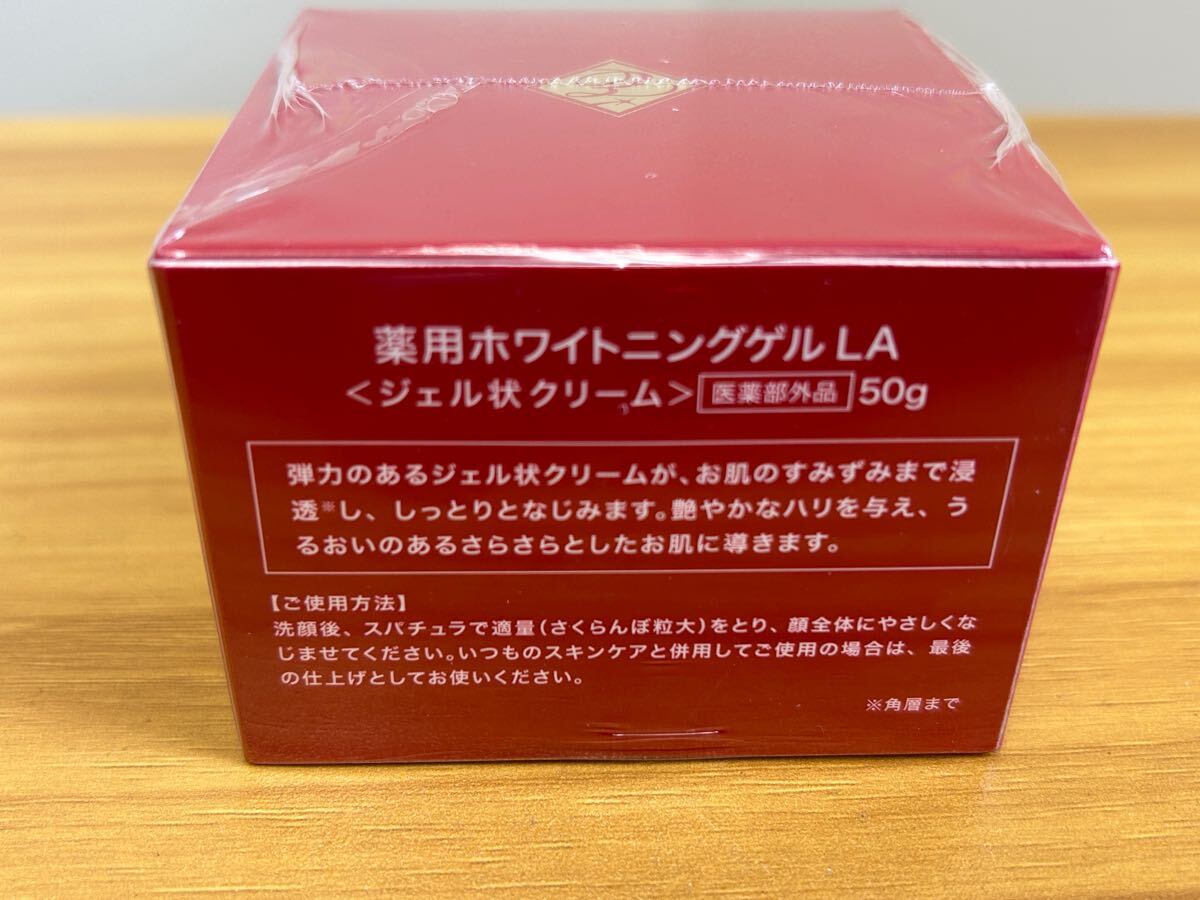 薬用ホワイトニングゲル LA
＜ジェル状クリーム＞ 医薬部外品 50g
弾力のあるジェル状クリームが、お肌のすみずみまで浸
透※し、しっとりとなじみます。艶やかなハリを与え、う
るおいのあるさらさらとしたお肌に導きます。
【ご使用方法】
洗顔後、スパチュラで適量（さくらんぼ粒大）をとり、顔全体にやさしくな
じませてください。いつものスキンケアと併用してご使用の場合は、最後
の仕上げとしてお使いください。
※角層まで